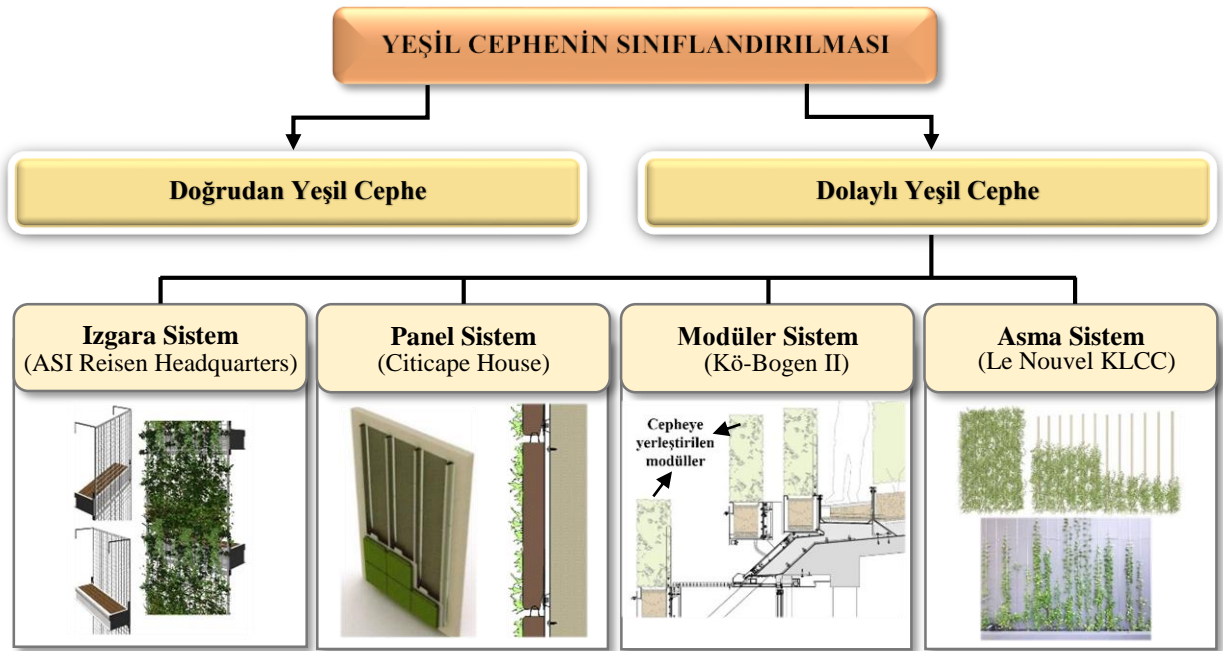 YEŞİL CEPHENİN SINIFLANDIRILMASI
Doğrudan Yeşil Cephe
Dolaylı Yeşil Cephe
Izgara Sistem
(ASI Reisen Headquarters)
Panel Sistem
(Citicape House)
Modüler Sistem
(Kö-Bogen II)
Asma Sistem
(Le Nouvel KLCC)
Cepheye
yerleştirilen
modüller